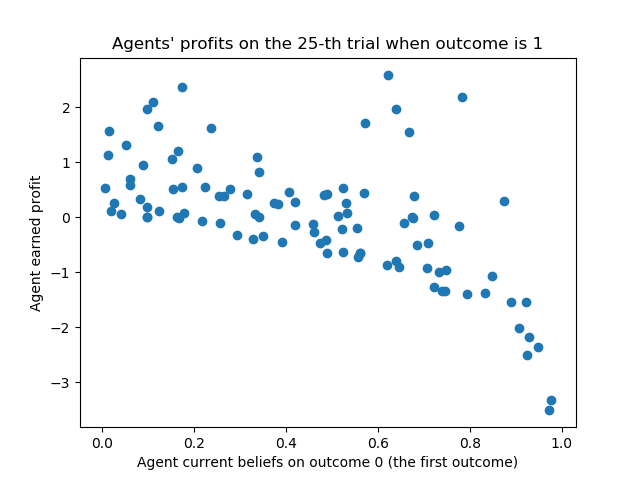 Agents' profits on the 25-th trial when outcome is 1
Agent earned profit
2
1
0
−1
−2
−3
0.0 0.2 0.4 0.6 0.8 1.0
Agent current beliefs on outcome 0 (the first outcome)